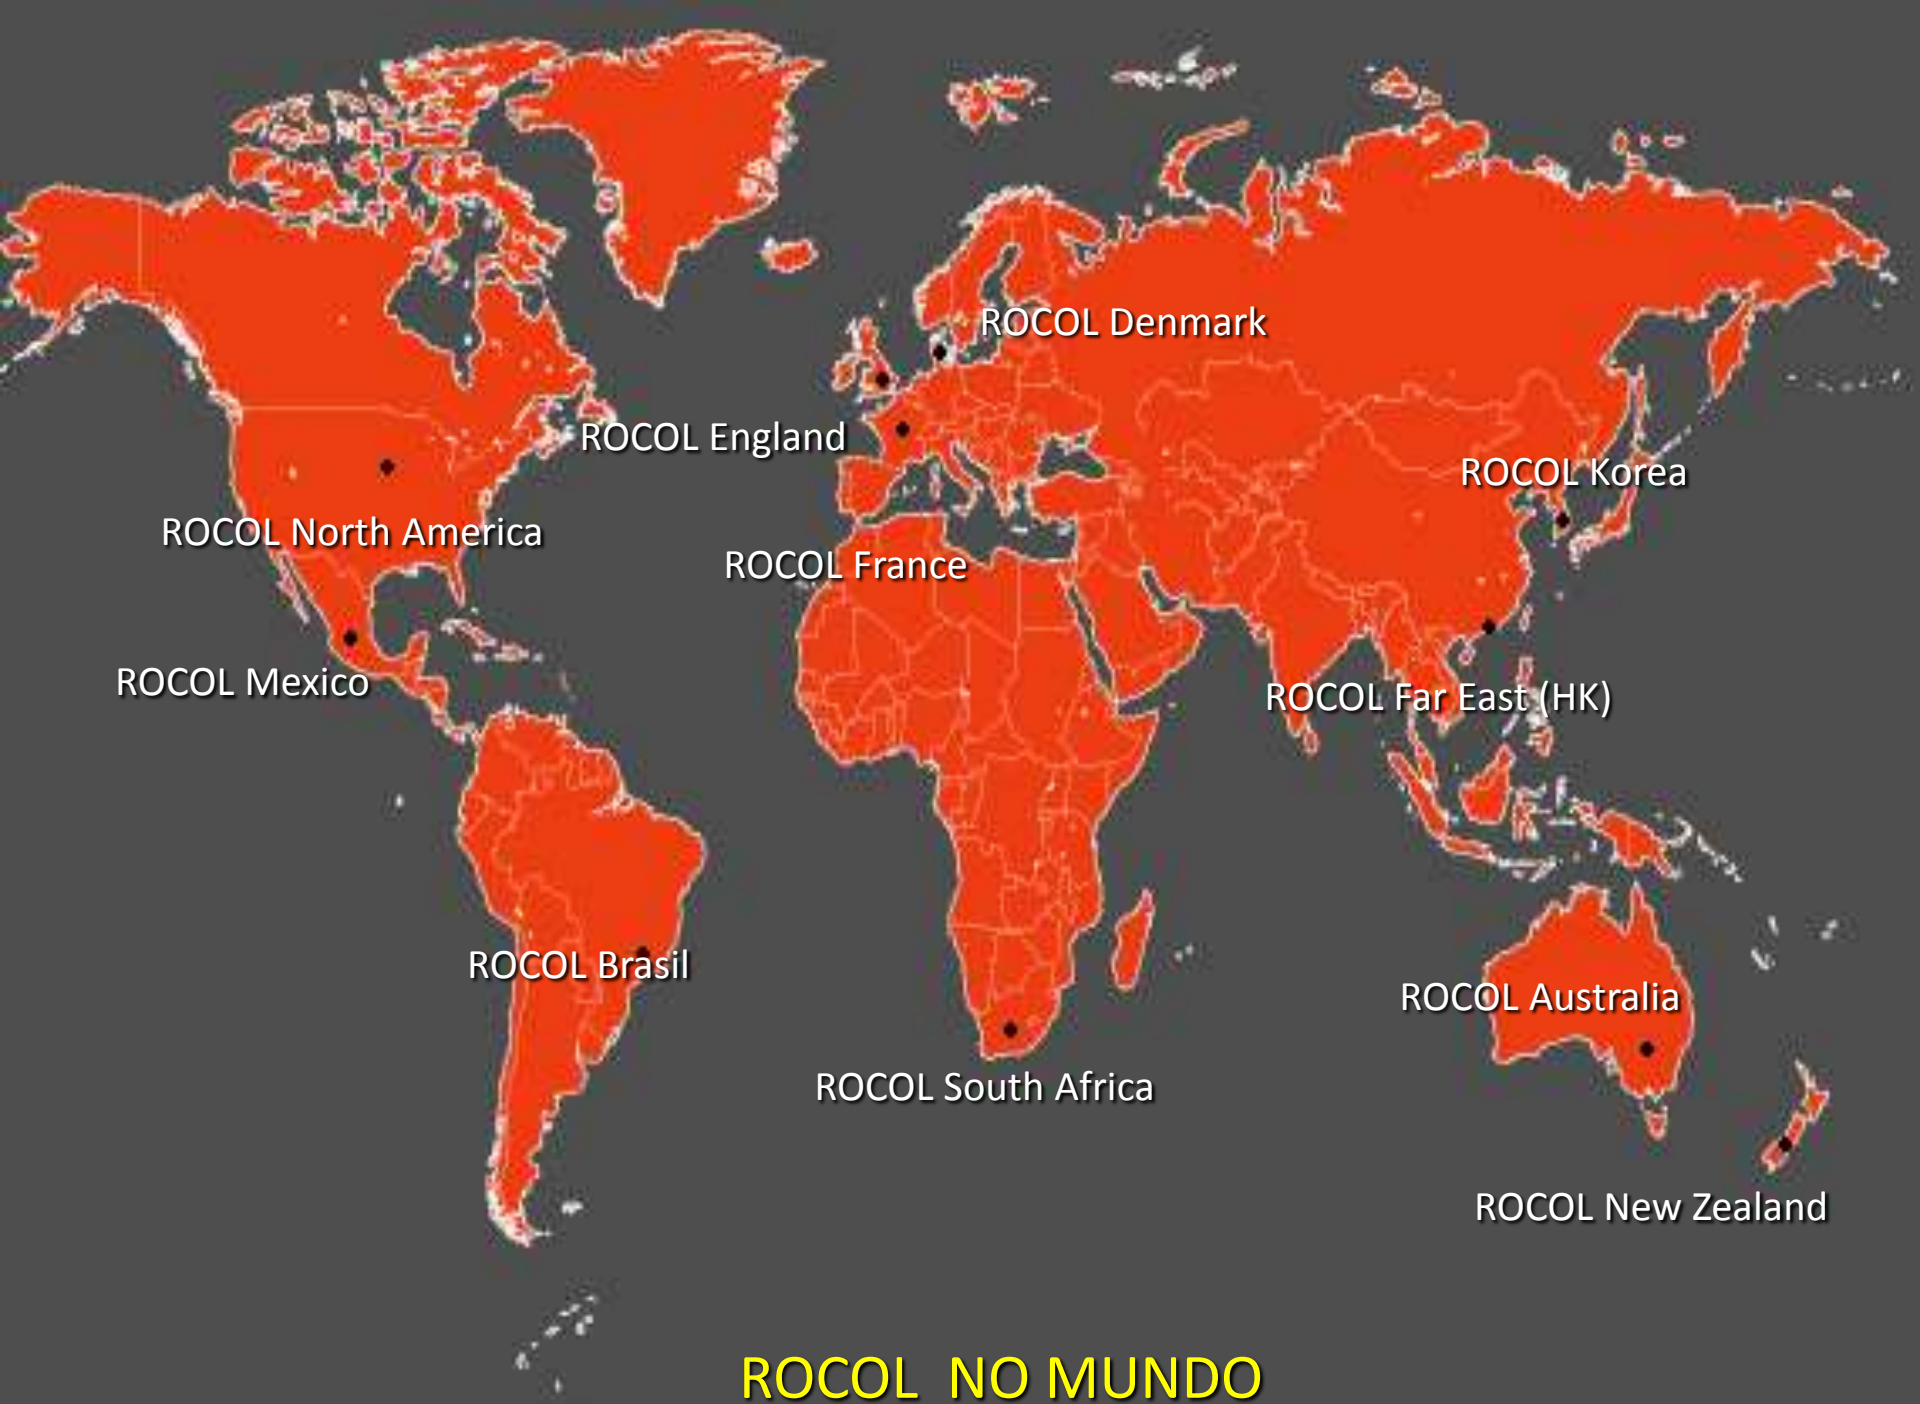 ROCOL Denmark
ROCOL England
ROCOL Korea
ROCOL North America
ROCOL France
ROCOL Mexico
ROCOL Far East (HK)
ROCOL Brasil
ROCOL Australia
ROCOL South Africa
ROCOL New Zealand
ROCOL NO MUNDO